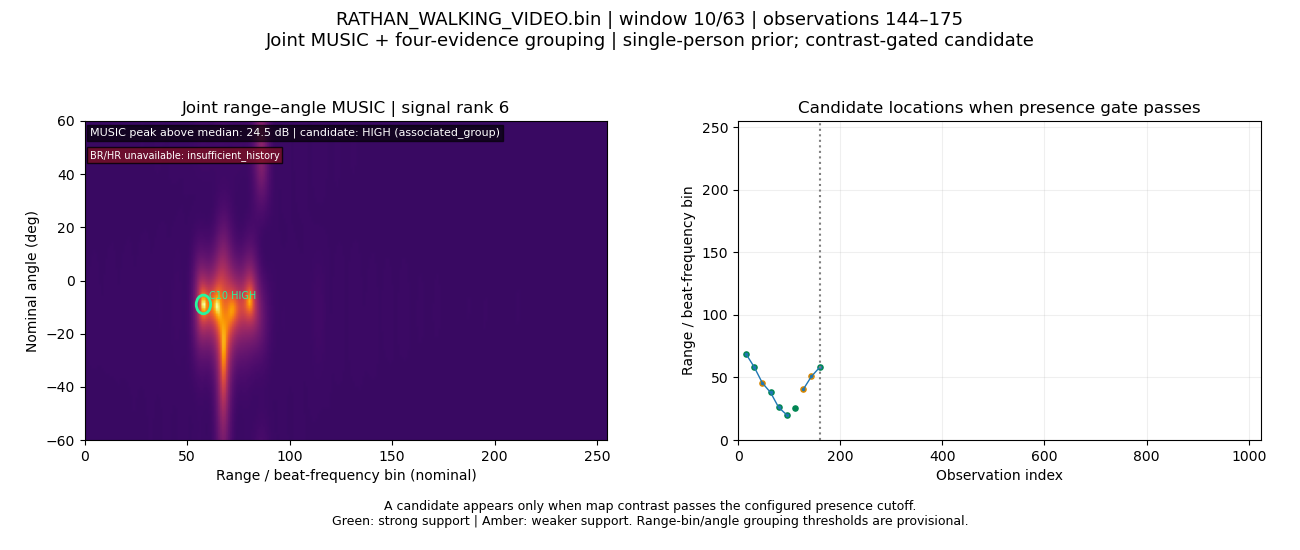 RATHAN_WALKING_VIDEO.bin | window 10/63 | observations 144–175
Joint MUSIC + four-evidence grouping | single-person prior; contrast-gated candidate
Joint range–angle MUSIC | signal rank 6
MUSIC peak above median: 24.5 dB | candidate: HIGH (associated_group)
BR/HR unavailable: insufficient_history
C10 HIGH
60
40
20
0
−20
−40
−60
Nominal angle (deg)
0 50 100 150 200 250
Range / beat-frequency bin (nominal)
Candidate locations when presence gate passes
250
200
150
100
50
0
Range / beat-frequency bin
0 200 400 600 800 1000
Observation index
A candidate appears only when map contrast passes the configured presence cutoff.
Green: strong support | Amber: weaker support. Range-bin/angle grouping thresholds are provisional.